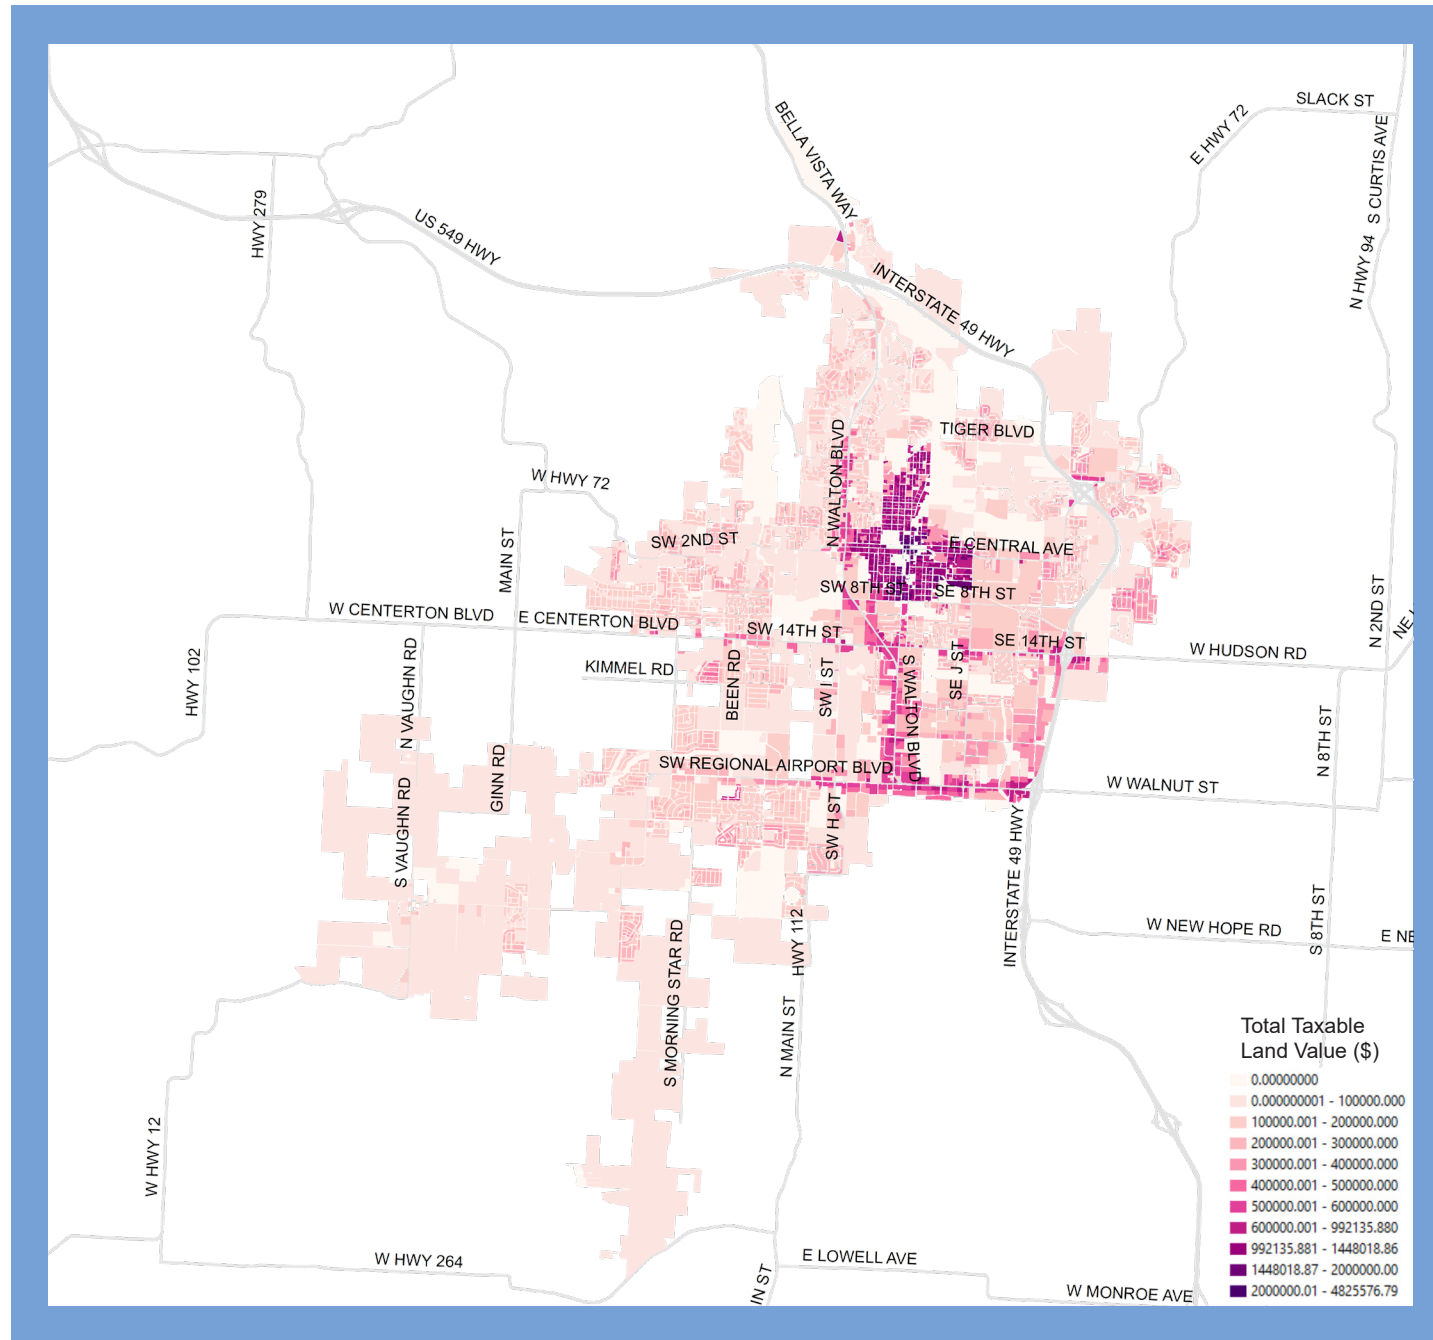 SLACK ST
E HWY 72
BELLA VISTA WAY
N HWY 94
S CURTIS AVE
HWY 279
US 549 HWY
INTERSTATE 49 HWY
TIGER BLVD
N WALTON BLVD
W HWY 72
SW 2ND ST
E CENTRAL AVE
MAIN ST
SW 8TH ST
SE 8TH ST
N 2ND ST
NE
W CENTERTON BLVD
E CENTERTON BLVD
SW 14TH ST
SE 14TH ST
W HUDSON RD
HWY 102
N VAUGHN RD
KIMMEL RD
BEEN RD
SW I ST
S WALTON BLVD
SE J ST
N 8TH ST
GINN RD
SW REGIONAL AIRPORT BLVD
W WALNUT ST
S VAUGHN RD
SW H ST
INTERSTATE 49 HWY
S MORNING STAR RD
HWY 112
W NEW HOPE RD
S 8TH ST
E NE
N MAIN ST
W HWY 12
W HWY 264
E LOWELL AVE
IN ST
W MONROE AVE
Total Taxable
Land Value ($)
0.00000000
0.000000001 - 100000.000
100000.001 - 200000.000
200000.001 - 300000.000
300000.001 - 400000.000
400000.001 - 500000.000
500000.001 - 600000.000
600000.001 - 992135.880
992135.881 - 1448018.86
1448018.87 - 2000000.00
2000000.01 - 4825576.79